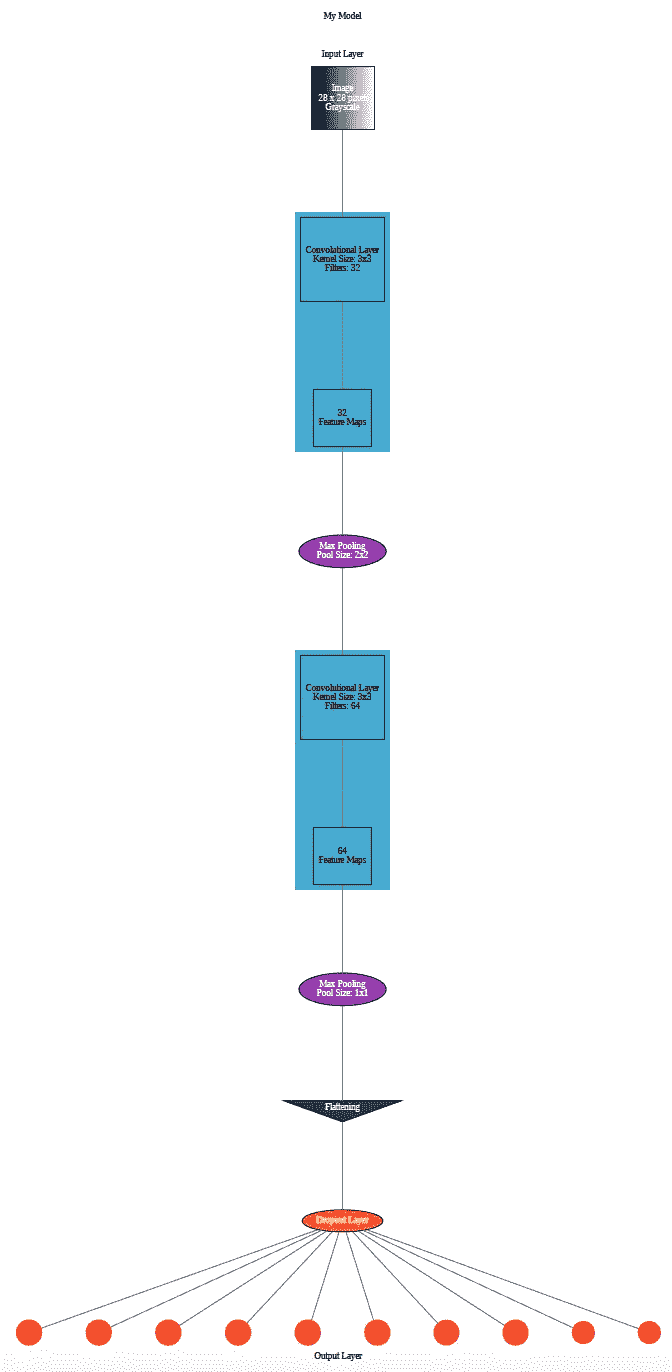 My Model
Input Layer
Image
28 x 28 pixels
Grayscale
Convolutional Layer
Kernel Size: 3x3
Filters: 32
32
Feature Maps
Max Pooling
Pool Size: 2x2
Convolutional Layer
Kernel Size: 3x3
Filters: 64
64
Feature Maps
Max Pooling
Pool Size: 1x1
Flattening
Dropout Layer
Output Layer